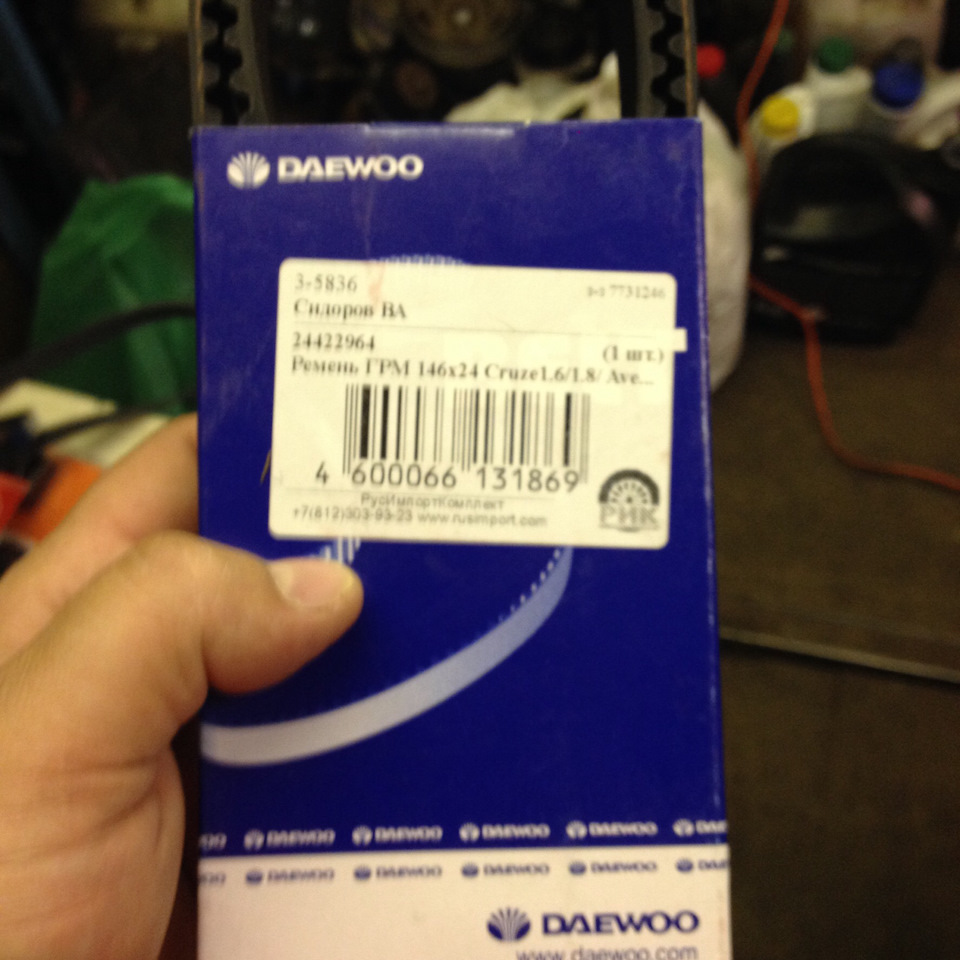 DAEWOO
3-5836
7731246
Сидоров ВА
24422964
(1 шт.)
Ремень ГРМ 146x24 Cruze1.6/1.8/ Ave...
4 600066 131869
РусИмпортКомплект
+7(812)303-93-23 www.rusimport.com
РИК
DAEWOO DAEWOO DAEWOO DAEWOO
DAEWOO DAEWOO DAEWOO DAEWOO
DAEWOO
www.daewoo.com